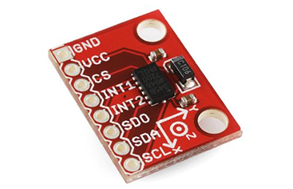 GND
VCC
CS
INT1
INT2
SDO
SDA
SCL
X
Z